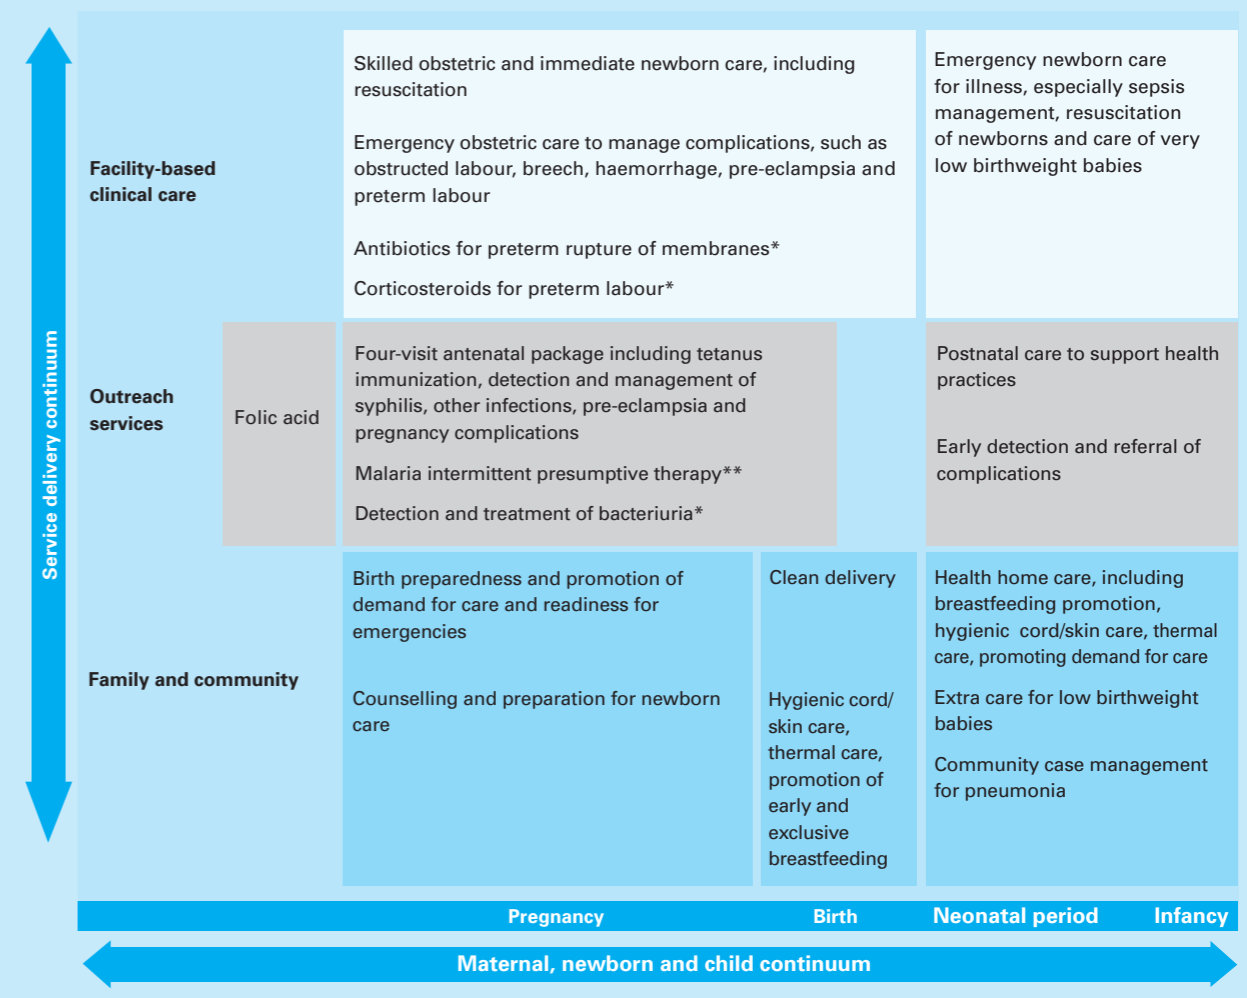 Service delivery continuum
Facility-based
clinical care
Skilled obstetric and immediate newborn care, including
resuscitation
Emergency obstetric care to manage complications, such as
obstructed labour, breech, haemorrhage, pre-eclampsia and
preterm labour
Antibiotics for preterm rupture of membranes*
Corticosteroids for preterm labour*
Emergency newborn care
for illness, especially sepsis
management, resuscitation
of newborns and care of very
low birthweight babies
Outreach
services
Folic acid
Four-visit antenatal package including tetanus
immunization, detection and management of
syphilis, other infections, pre-eclampsia and
pregnancy complications
Malaria intermittent presumptive therapy**
Detection and treatment of bacteriuria*
Postnatal care to support health
practices
Early detection and referral of
complications
Family and community
Birth preparedness and promotion of
demand for care and readiness for
emergencies
Counselling and preparation for newborn
care
Clean delivery
Hygienic cord/
skin care,
thermal care,
promotion of
early and
exclusive
breastfeeding
Health home care, including
breastfeeding promotion,
hygienic cord/skin care, thermal
care, promoting demand for care
Extra care for low birthweight
babies
Community case management
for pneumonia
Pregnancy
Birth
Neonatal period
Infancy
Maternal, newborn and child continuum